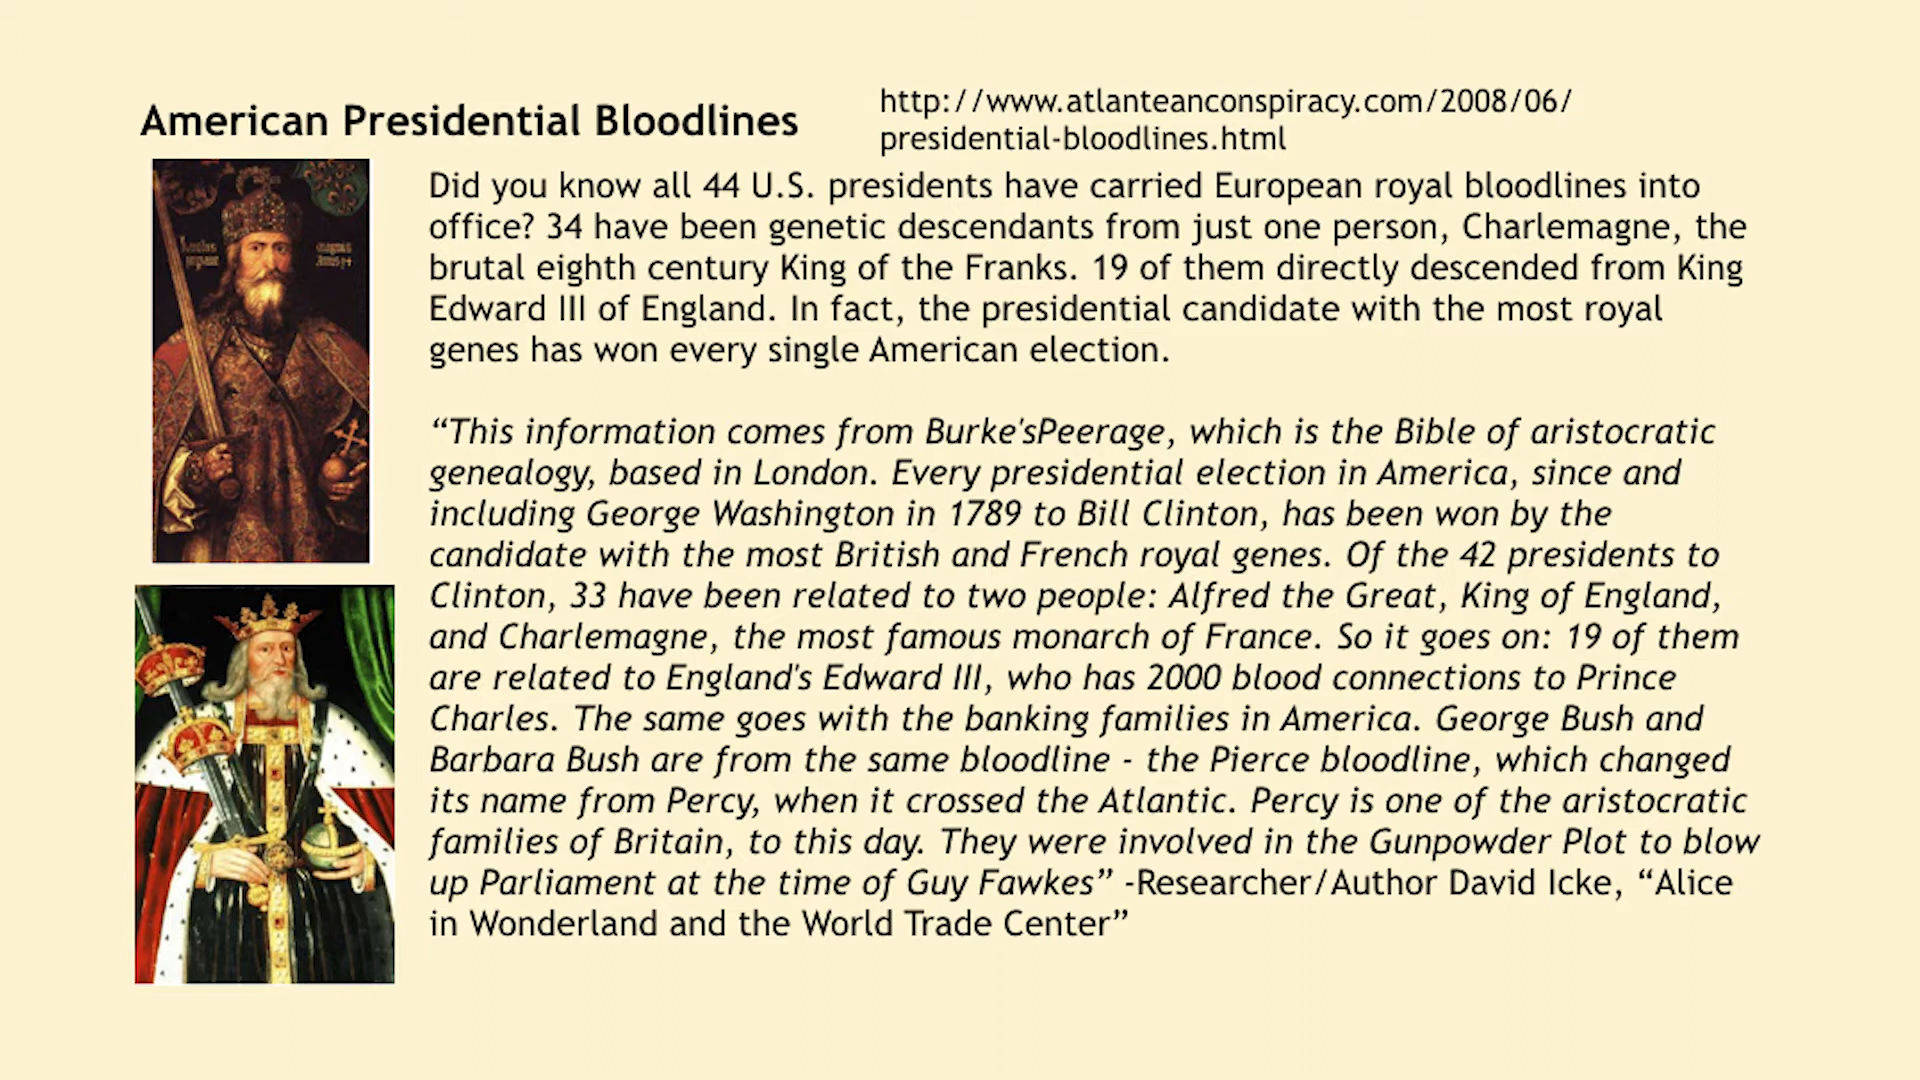 American Presidential Bloodlines
http://www.atlanteanconspiracy.com/2008/06/
presidential-bloodlines.html
Did you know all 44 U.S. presidents have carried European royal bloodlines into
office? 34 have been genetic descendants from just one person, Charlemagne, the
brutal eighth century King of the Franks. 19 of them directly descended from King
Edward III of England. In fact, the presidential candidate with the most royal
genes has won every single American election.
“This information comes from Burke'sPeerage, which is the Bible of aristocratic
genealogy, based in London. Every presidential election in America, since and
including George Washington in 1789 to Bill Clinton, has been won by the
candidate with the most British and French royal genes. Of the 42 presidents to
Clinton, 33 have been related to two people: Alfred the Great, King of England,
and Charlemagne, the most famous monarch of France. So it goes on: 19 of them
are related to England's Edward III, who has 2000 blood connections to Prince
Charles. The same goes with the banking families in America. George Bush and
Barbara Bush are from the same bloodline - the Pierce bloodline, which changed
its name from Percy, when it crossed the Atlantic. Percy is one of the aristocratic
families of Britain, to this day. They were involved in the Gunpowder Plot to blow
up Parliament at the time of Guy Fawkes” -Researcher/Author David Icke, “Alice
in Wonderland and the World Trade Center”